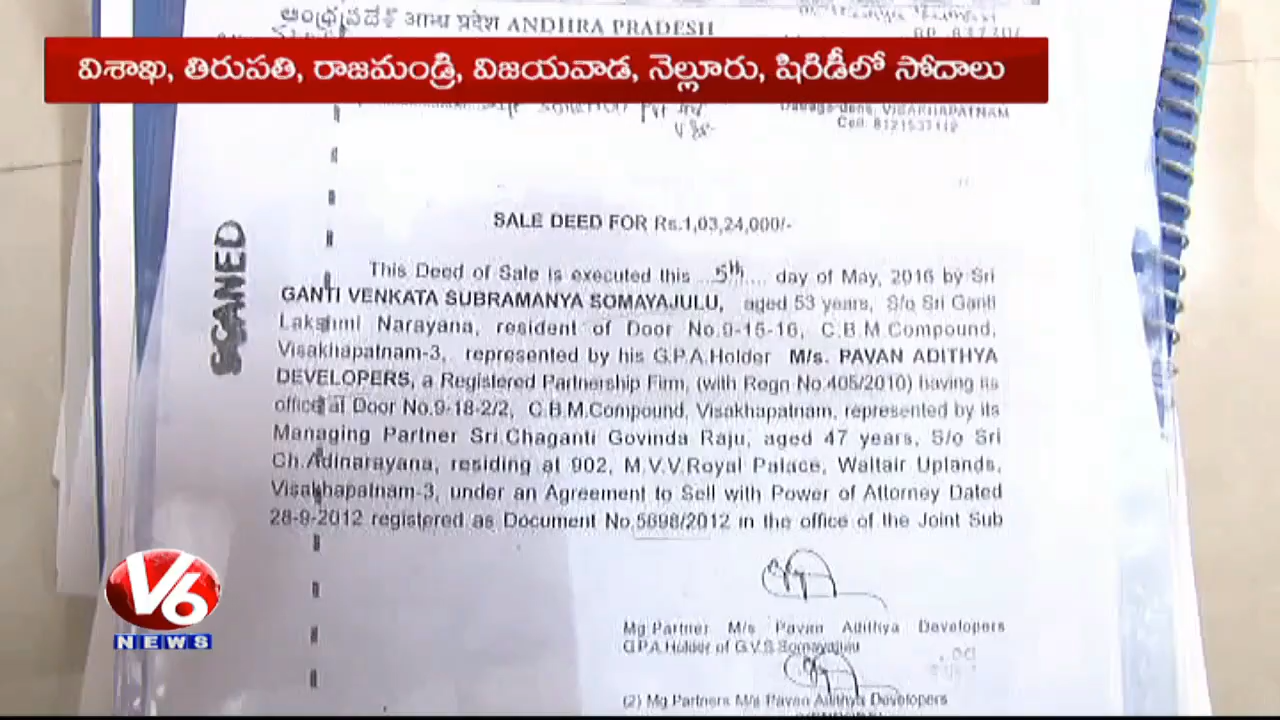 ఆంధ్రప్రదేశ్ आन्ध्र प्रदेश ANDHRA PRADESH
విశాఖ, తిరుపతి, రాజమండ్రి, విజయవాడ, నెల్లూరు, షిరిడీలో సోదాలు
VISAKHAPATNAM
Cell:
SALE DEED FOR Rs.1,03,24,000/-
SCANED
This Deed of Sale is executed this ...5th.... day of May, 2016 by Sri
GANTI VENKATA SUBRAMANYA SOMAYAJULU, aged 53 years, S/o Sri Ganti
Lakshmi Narayana, resident of Door No.9-15-16, C.B.M.Compound,
Visakhapatnam-3, represented by his G.P.A.Holder M/s. PAVAN ADITHYA
DEVELOPERS, a Registered Partnership Firm, (with Regn No.405/2010) having its
office at Door No.9-18-2/2, C.B.M.Compound, Visakhapatnam, represented by its
Managing Partner Sri.Chaganti Govinda Raju, aged 47 years, S/o Sri
Ch.Adinarayana, residing at 902, M.V.V.Royal Palace, Waltair Uplands,
Visakhapatnam-3, under an Agreement to Sell with Power of Attorney Dated
28-9-2012 registered as Document No.5698/2012 in the office of the Joint Sub
Mg.Partner M/s Pavan Adithya Developers
G.P.A.Holder of G.V.S.Somayajulu
(2) Mg Partners M/s Pavan Adithya Developers
V6
NEWS